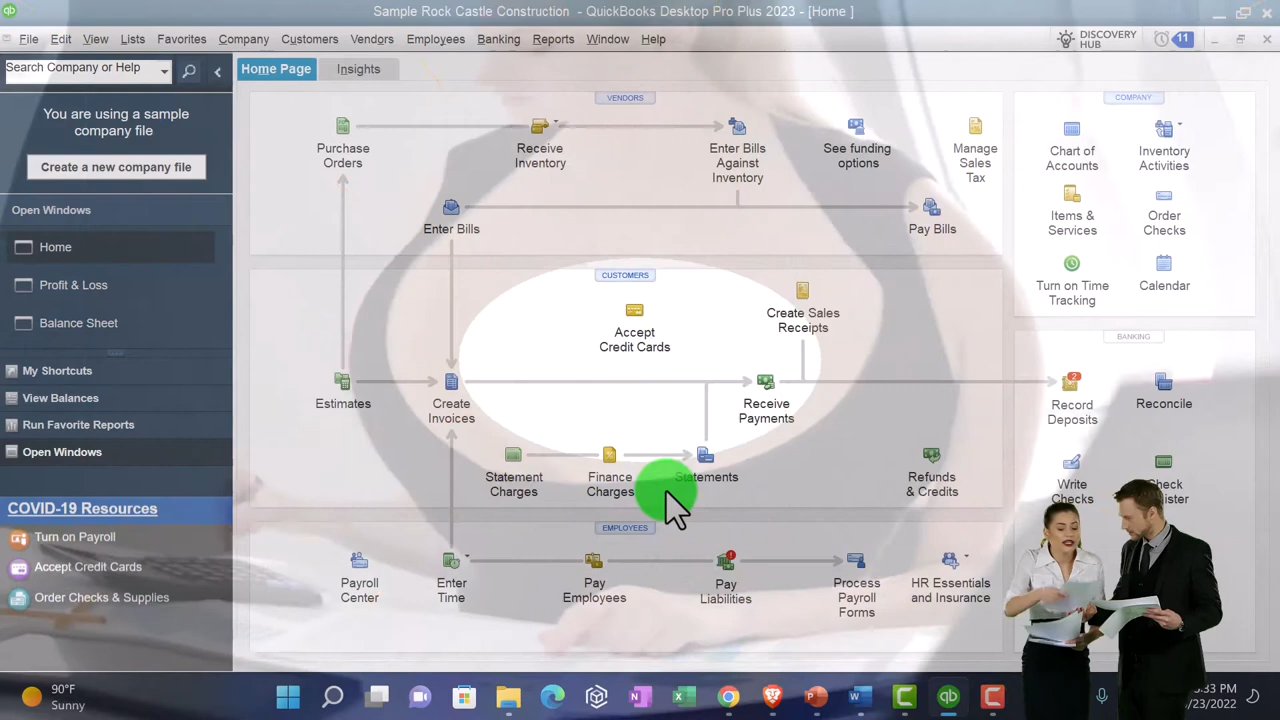 Sample Rock Castle Construction - QuickBooks Desktop Pro Plus 2023 - [Home ]
File Edit View Lists Favorites Company Customers Vendors Employees Banking Reports Window Help
DISCOVERY
HUB
11
Search Company or Help
Home Page
Insights
You are using a sample
company file
Create a new company file
Open Windows
Home
Profit & Loss
Balance Sheet
My Shortcuts
View Balances
Run Favorite Reports
Open Windows
COVID-19 Resources
Turn on Payroll
Accept Credit Cards
Order Checks & Supplies
VENDORS
Purchase
Orders
Receive
Inventory
Enter Bills
Against
Inventory
See funding
options
Manage
Sales
Tax
Enter Bills
Pay Bills
CUSTOMERS
Accept
Credit Cards
Create Sales
Receipts
Estimates
Create
Invoices
Receive
Payments
Statement
Charges
Finance
Charges
Statements
Refunds
& Credits
EMPLOYEES
Payroll
Center
Enter
Time
Pay
Employees
Pay
Liabilities
Process
Payroll
Forms
HR Essentials
and Insurance
COMPANY
Chart of
Accounts
Inventory
Activities
Items &
Services
Order
Checks
Turn on Time
Tracking
Calendar
BANKING
2
Record
Deposits
Reconcile
Write
Checks
Check
90°F
Sunny